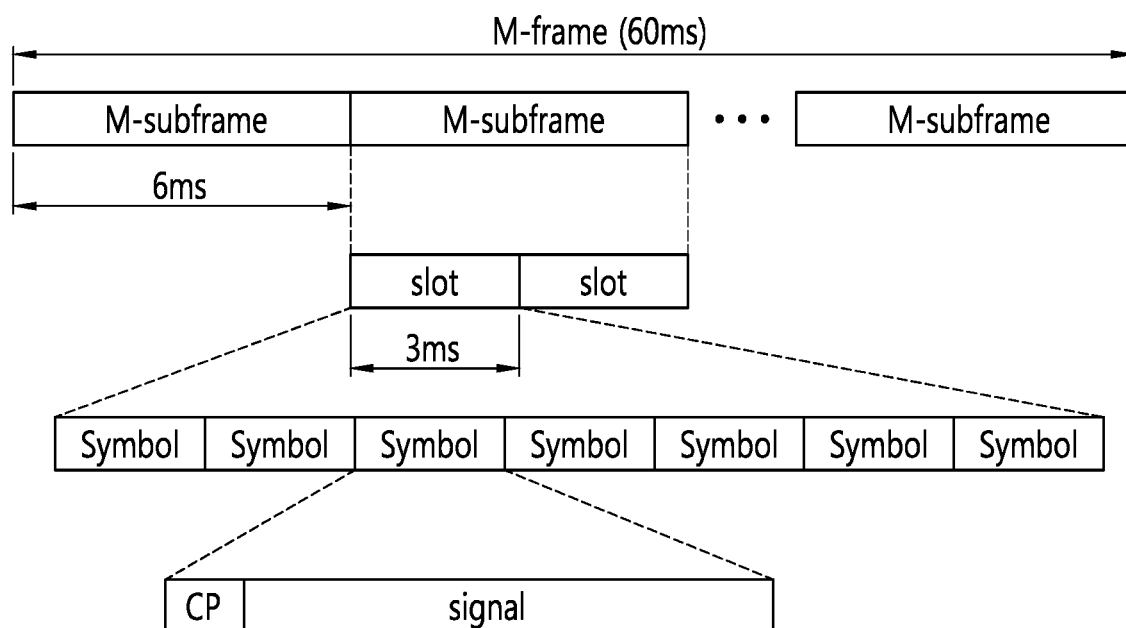 M-frame (60ms)
M-subframe M-subframe ••• M-subframe
6ms
slot slot
3ms
Symbol Symbol Symbol Symbol Symbol Symbol Symbol
CP signal